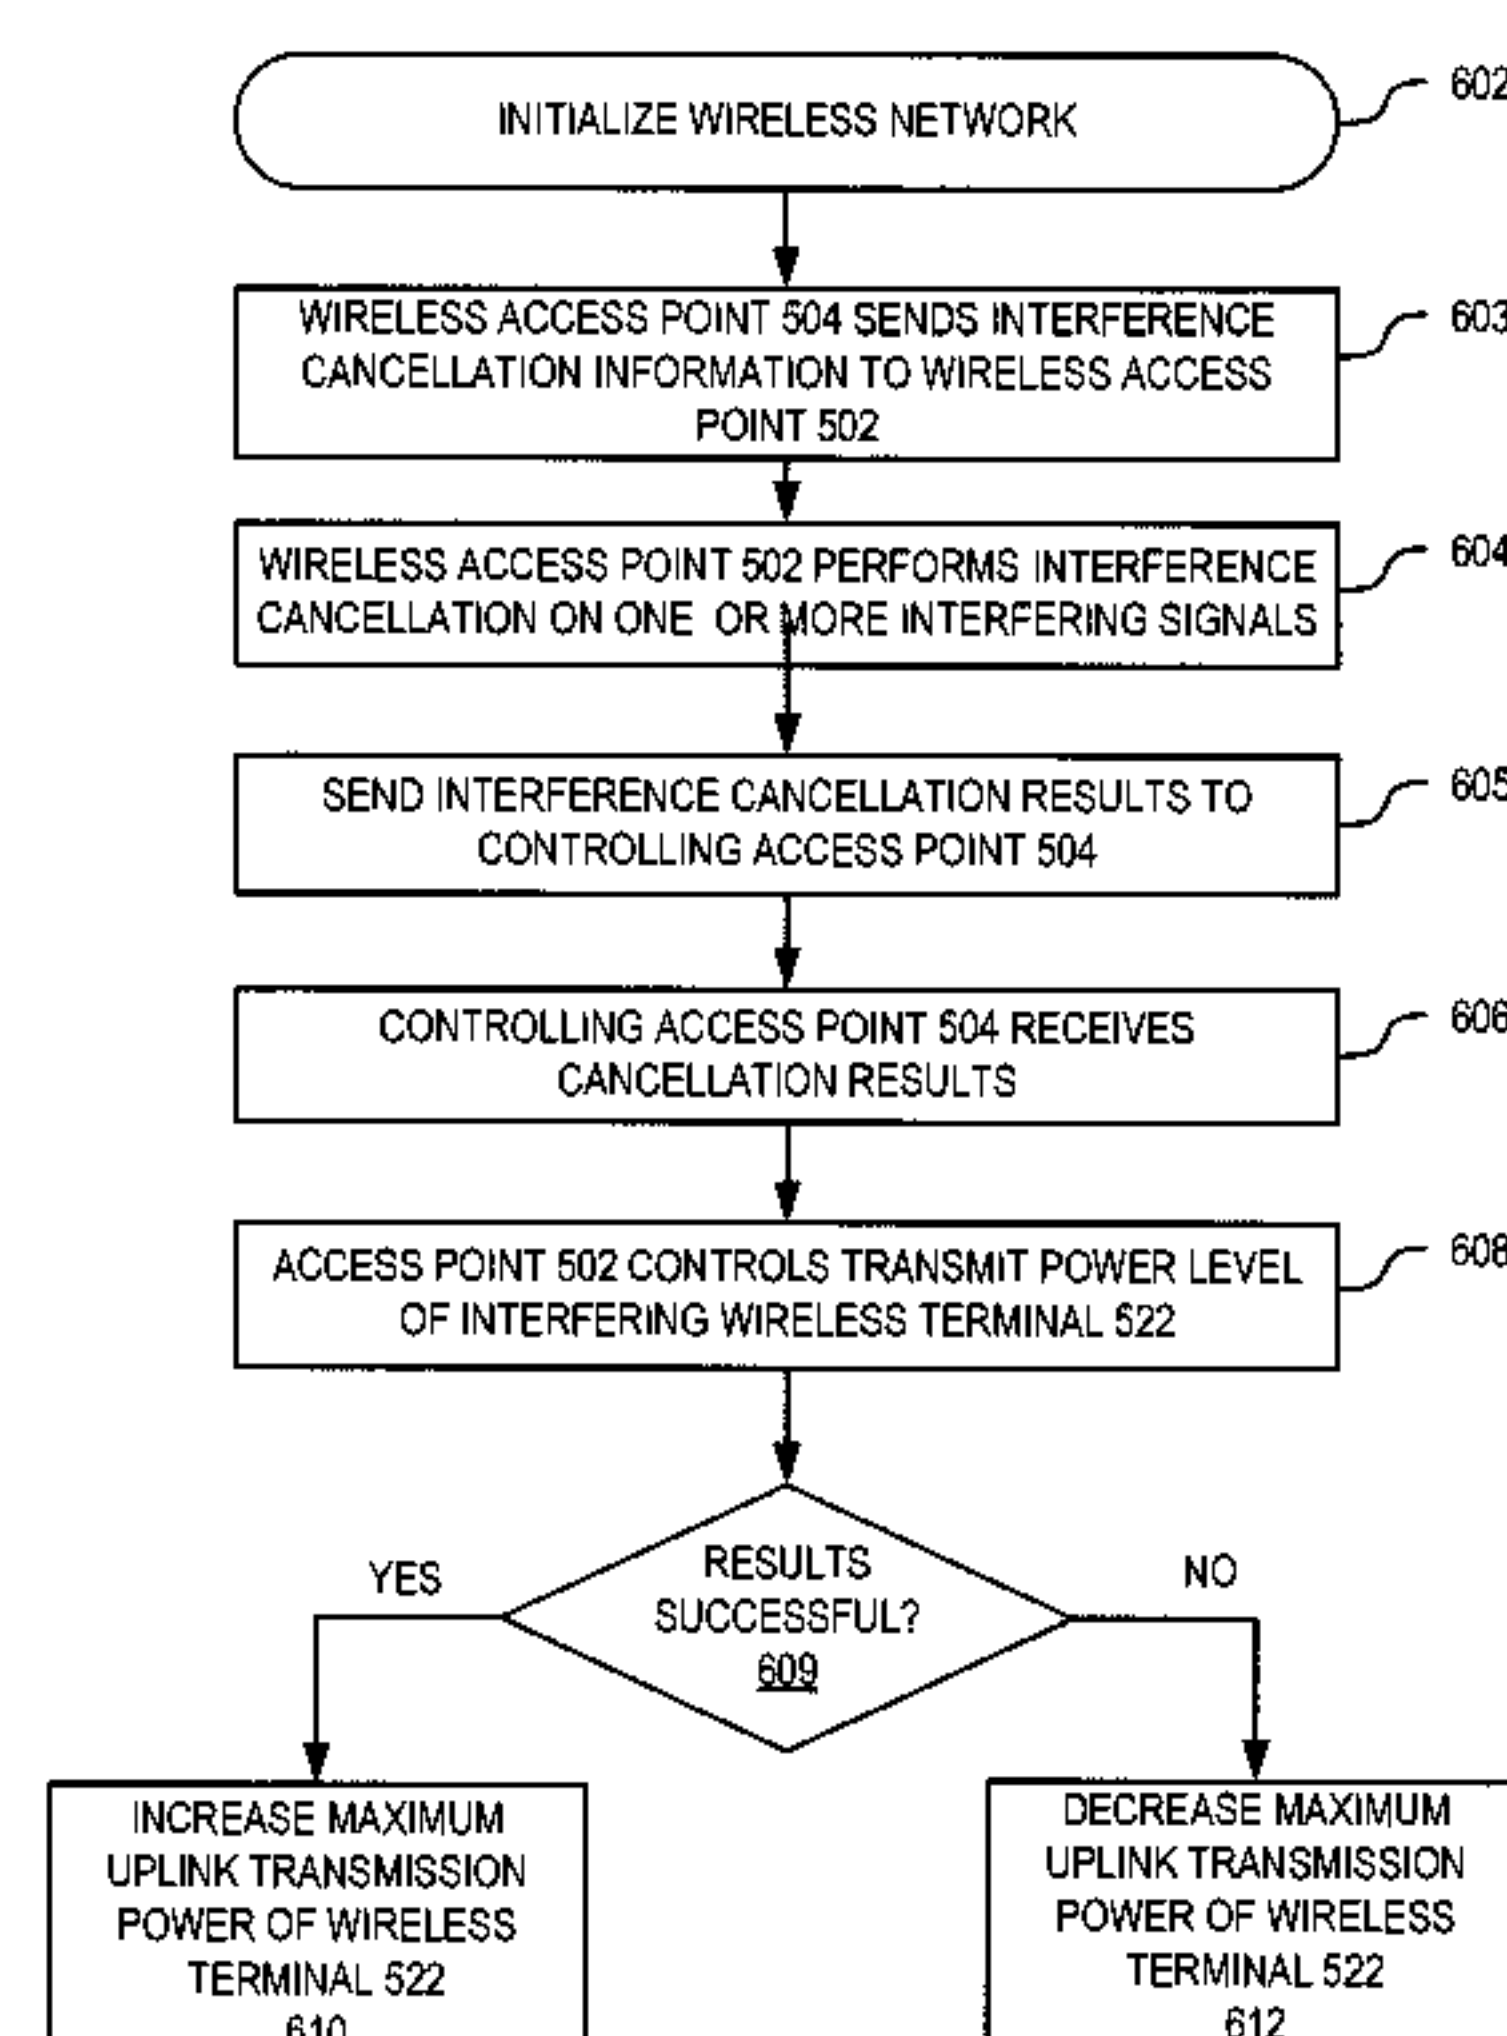 INITIALIZE WIRELESS NETWORK
602
WIRELESS ACCESS POINT 504 SENDS INTERFERENCE
CANCELLATION INFORMATION TO WIRELESS ACCESS
POINT 502
603
WIRELESS ACCESS POINT 502 PERFORMS INTERFERENCE
CANCELLATION ON ONE OR MORE INTERFERING SIGNALS
604
SEND INTERFERENCE CANCELLATION RESULTS TO
CONTROLLING ACCESS POINT 504
605
CONTROLLING ACCESS POINT 504 RECEIVES
CANCELLATION RESULTS
606
ACCESS POINT 502 CONTROLS TRANSMIT POWER LEVEL
OF INTERFERING WIRELESS TERMINAL 522
608
RESULTS
SUCCESSFUL?
609
YES
NO
INCREASE MAXIMUM
UPLINK TRANSMISSION
POWER OF WIRELESS
TERMINAL 522
610
DECREASE MAXIMUM
UPLINK TRANSMISSION
POWER OF WIRELESS
TERMINAL 522
612